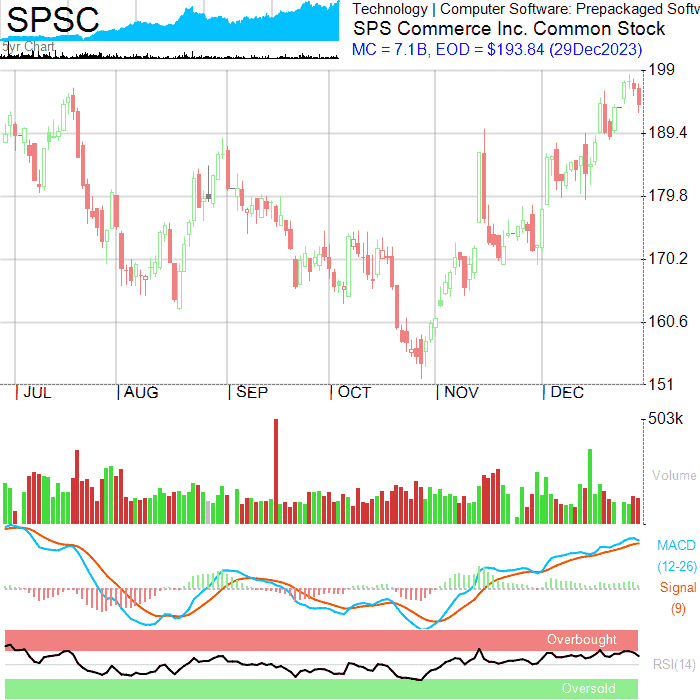 SPSC
5yr Chart
Technology | Computer Software: Prepackaged Softw
SPS Commerce Inc. Common Stock
MC = 7.1B, EOD = $193.84 (29Dec2023)
199
189.4
179.8
170.2
160.6
151
JUL AUG SEP OCT NOV DEC
503k
Volume
MACD
(12-26)
Signal
(9)
Overbought
RSI(14)
Oversold